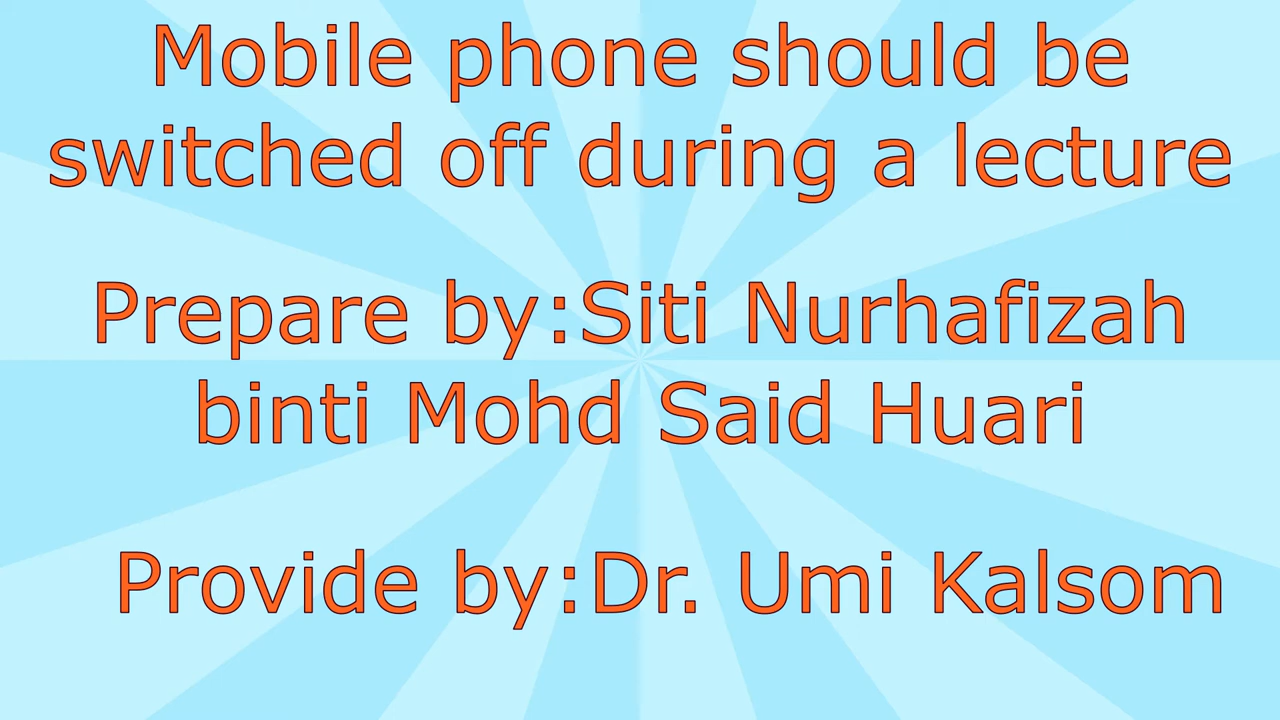 Mobile phone should be
switched off during a lecture
Prepare by:Siti Nurhafizah
binti Mohd Said Huari
Provide by:Dr. Umi Kalsom